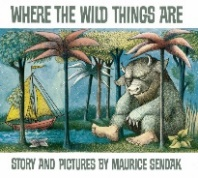 WHERE THE WILD THINGS ARE
STORY AND PICTURES BY MAURICE SENDAK